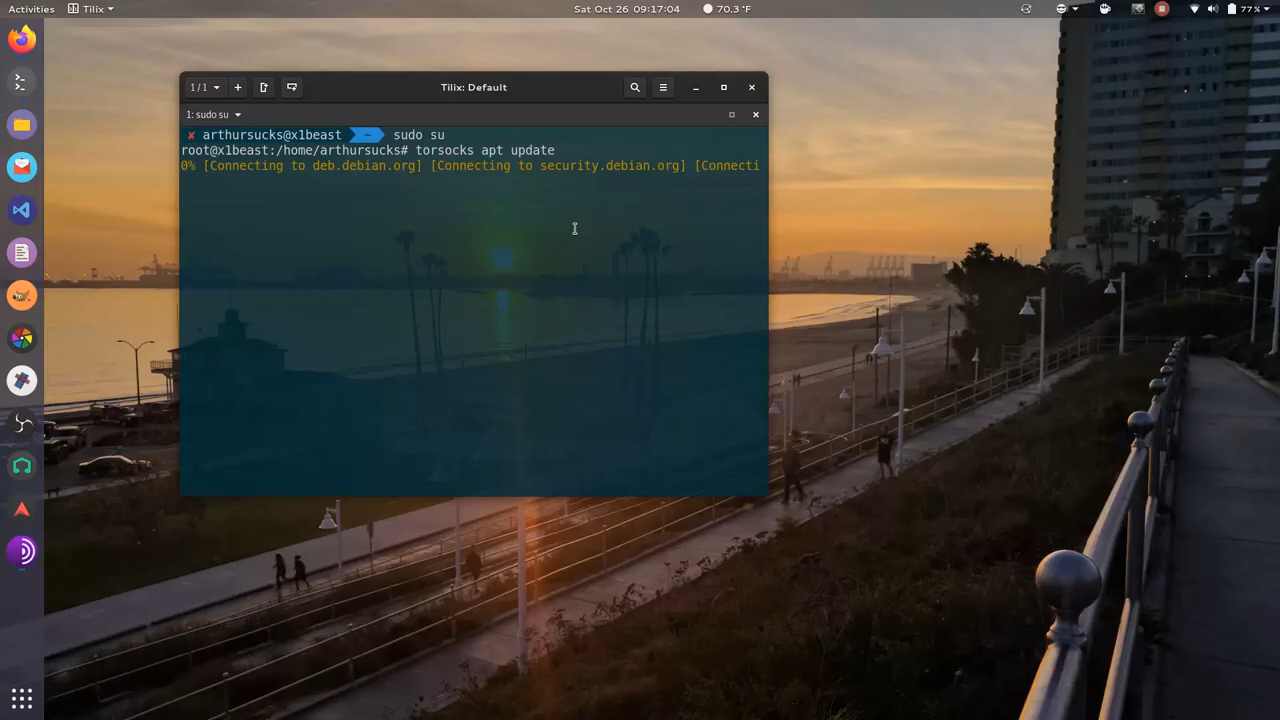 Activities Tilix Sat Oct 26 09:17:04 70.3 °F 77%
1 / 1 Tilix: Default
1: sudo su
✘ arthursucks@x1beast ~ sudo su
root@x1beast:/home/arthursucks# torsocks apt update
0% [Connecting to deb.debian.org] [Connecting to security.debian.org] [Connecti